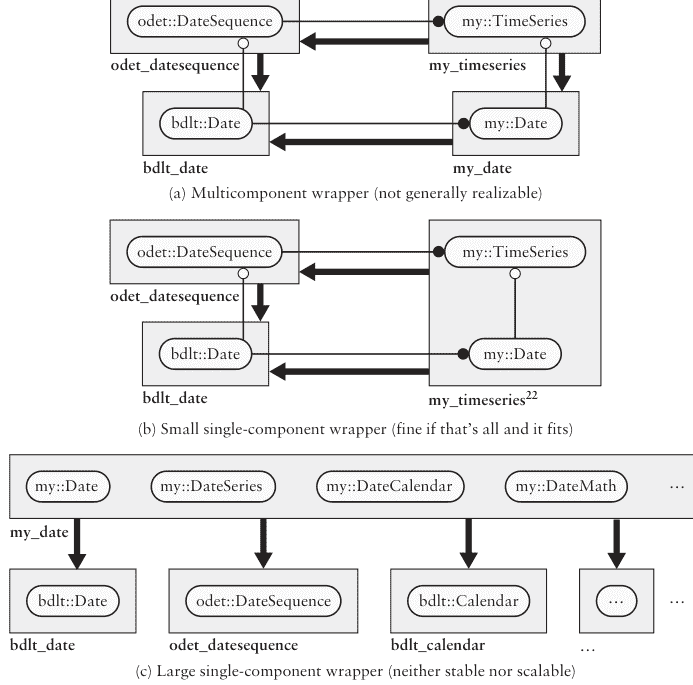 odet::DateSequence my::TimeSeries
odet_datesequence my_timeseries
bdlt::Date my::Date
bdlt_date my_date
(a) Multicomponent wrapper (not generally realizable)
odet::DateSequence my::TimeSeries
odet_datesequence
bdlt::Date my::Date
bdlt_date my_timeseries22
(b) Small single-component wrapper (fine if that's all and it fits)
my::Date my::DateSeries my::DateCalendar my::DateMath ...
my_date
bdlt::Date odet::DateSequence bdlt::Calendar ... ...
bdlt_date odet_datesequence bdlt_calendar ...
(c) Large single-component wrapper (neither stable nor scalable)